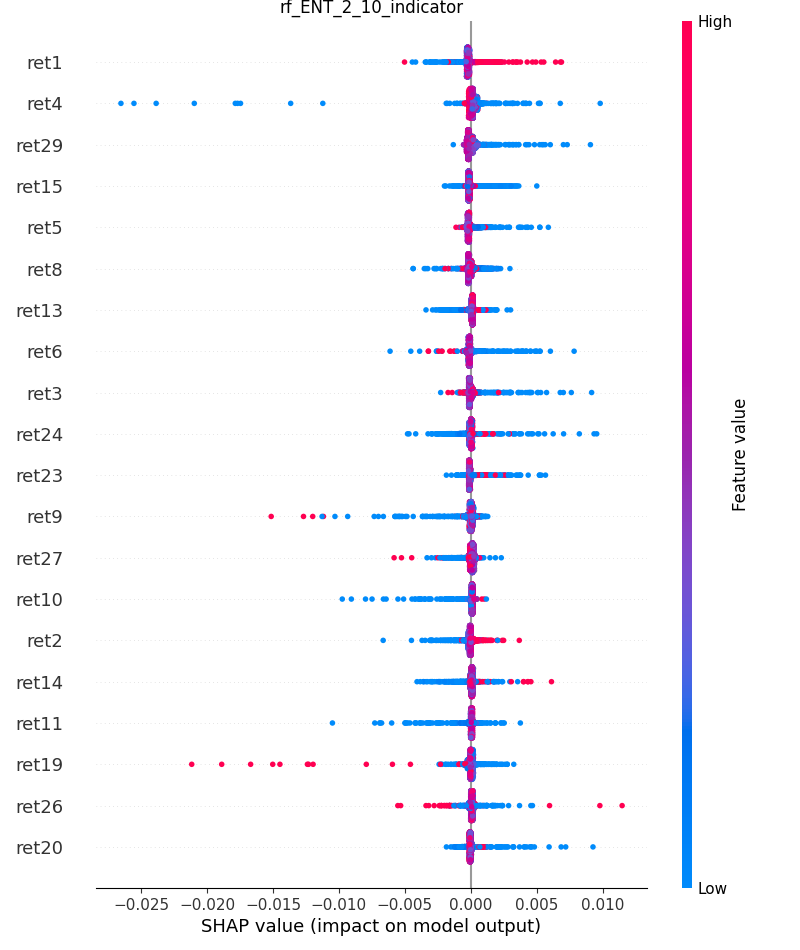 rf_ENT_2_10_indicator
High
ret1
ret4
ret29
ret15
ret5
ret8
ret13
ret6
ret3
ret24
ret23
ret9
ret27
ret10
ret2
ret14
ret11
ret19
ret26
ret20
Feature value
Low
−0.025 −0.020 −0.015 −0.010 −0.005 0.000 0.005 0.010
SHAP value (impact on model output)